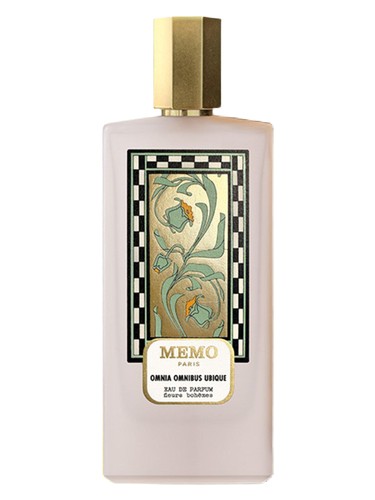 MEMO
PARIS
OMNIA OMNIBUS UBIQUE
EAU DE PARFUM
fleurs bohèmes